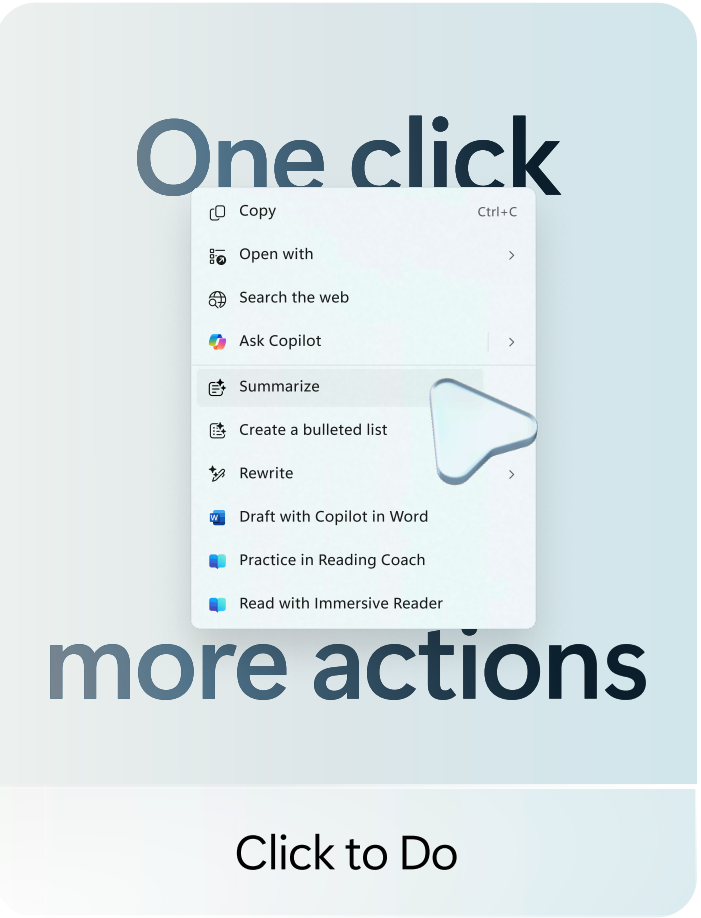 One click
Copy Ctrl+C
Open with
Search the web
Ask Copilot
Summarize
Create a bulleted list
Rewrite
Draft with Copilot in Word
Practice in Reading Coach
Read with Immersive Reader
more actions
Click to Do